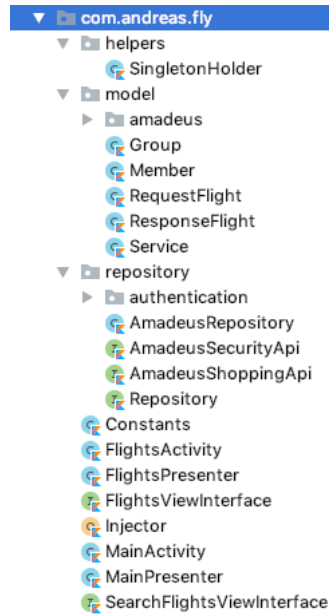 com.andreas.fly
helpers
SingletonHolder
model
amadeus
Group
Member
RequestFlight
ResponseFlight
Service
repository
authentication
AmadeusRepository
AmadeusSecurityApi
AmadeusShoppingApi
Repository
Constants
FlightsActivity
FlightsPresenter
FlightsViewInterface
Injector
MainActivity
MainPresenter
SearchFlightsViewInterface